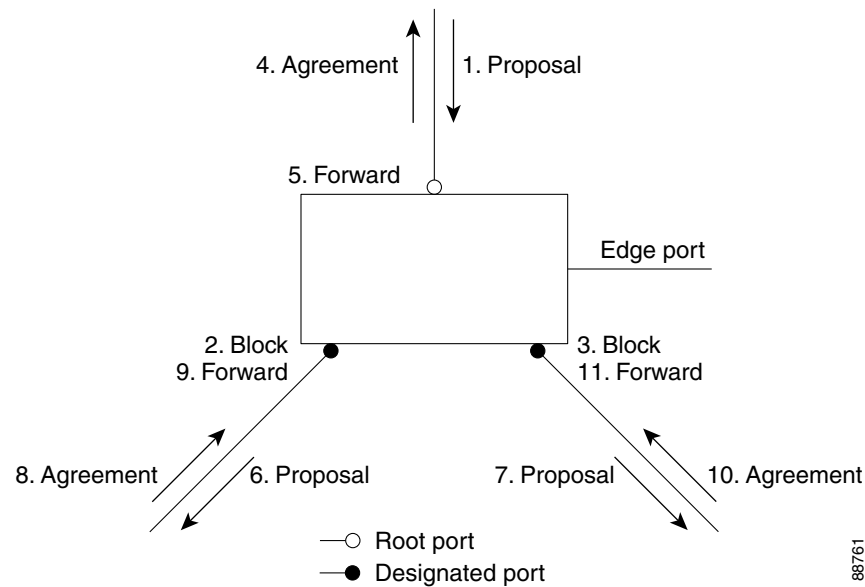 4. Agreement
1. Proposal
5. Forward
Edge port
2. Block
9. Forward
3. Block
11. Forward
8. Agreement
6. Proposal
7. Proposal
10. Agreement
Root port
Designated port
88761